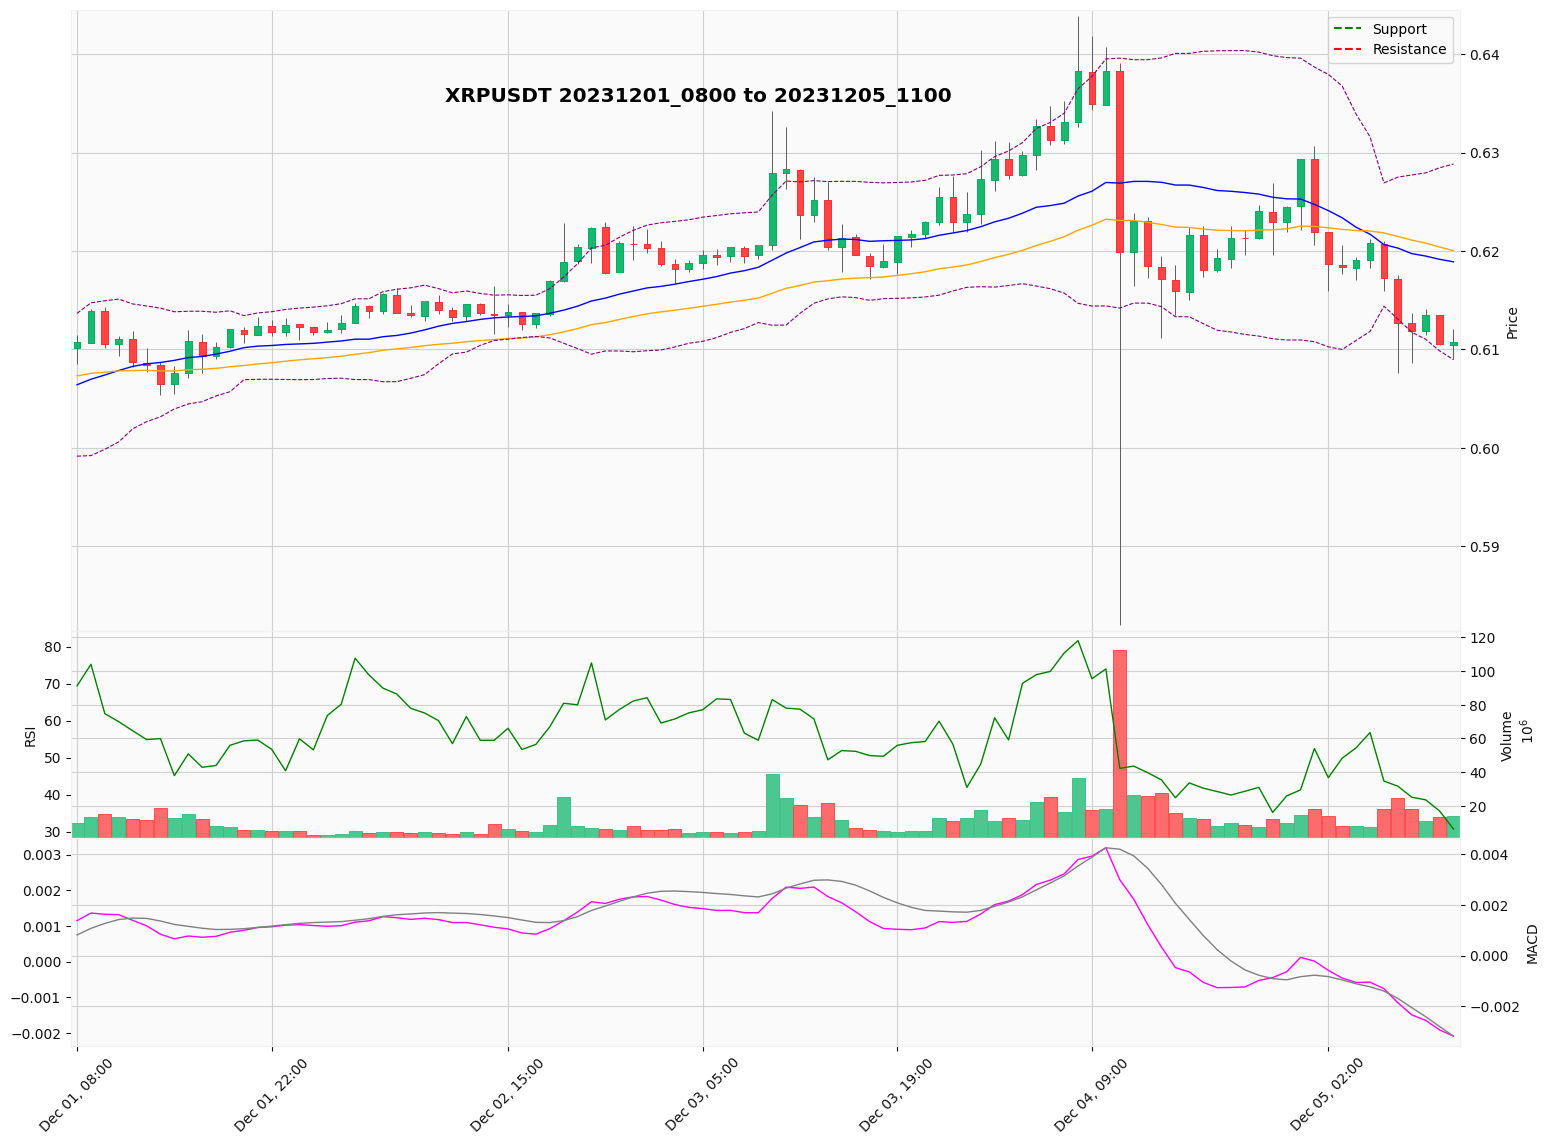 XRPUSDT 20231201_0800 to 20231205_1100
Support
Resistance
0.64
0.63
0.62
0.61
0.60
0.59
Price
80
70
60
50
40
30
RSI
120
100
80
60
40
20
Volume
10^6
0.003
0.002
0.001
0.000
−0.001
−0.002
0.004
0.002
0.000
−0.002
MACD
Dec 01, 08:00
Dec 01, 22:00
Dec 02, 15:00
Dec 03, 05:00
Dec 03, 19:00
Dec 04, 09:00
Dec 05, 02:00